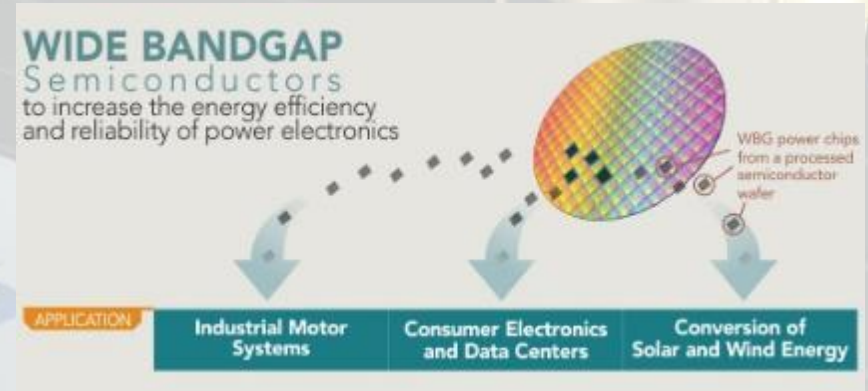 WIDE BANDGAP
Semiconductors
to increase the energy efficiency
and reliability of power electronics
WBG power chips
from a processed
semiconductor
wafer
APPLICATION
Industrial Motor
Systems
Consumer Electronics
and Data Centers
Conversion of
Solar and Wind Energy